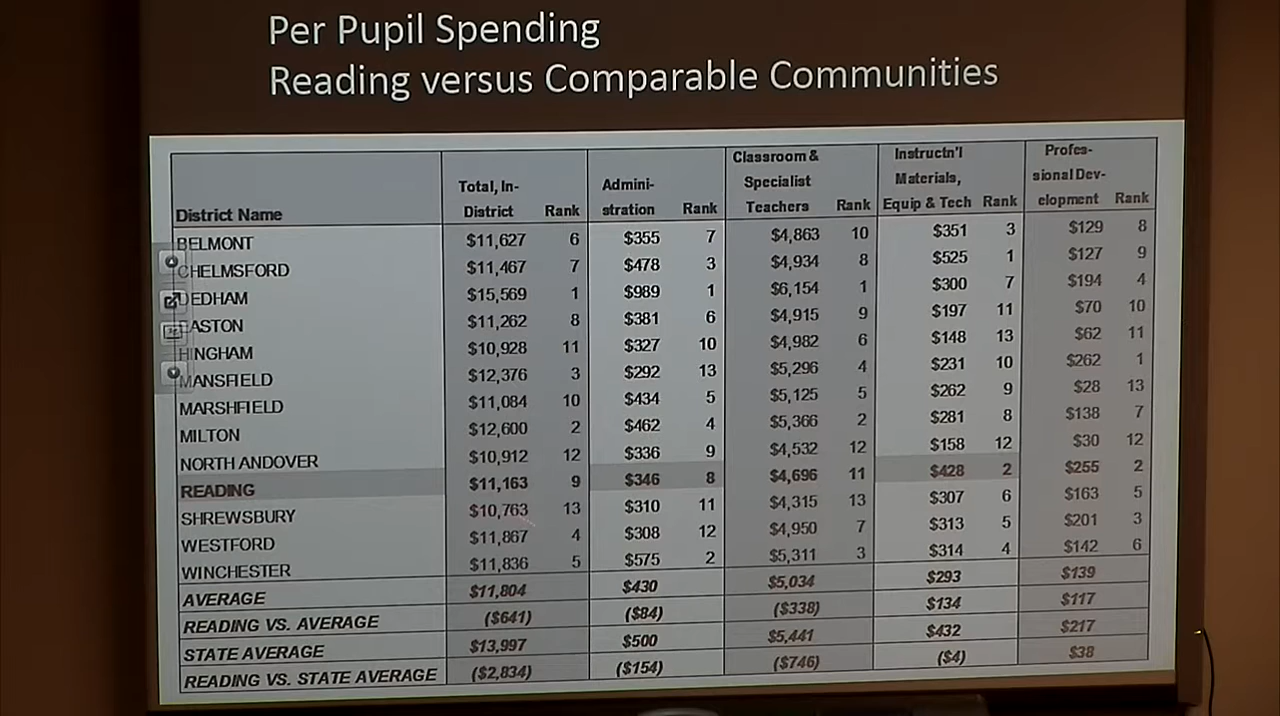 Per Pupil Spending
Reading versus Comparable Communities
District Name Total, In-District Rank Admini-stration Rank Classroom & Specialist Teachers Rank Instructn'l Materials, Equip & Tech Rank Profes-sional Dev-elopment Rank
BELMONT $11,627 6 $355 7 $4,863 10 $351 3 $129 8
CHELMSFORD $11,467 7 $478 3 $4,934 8 $525 1 $127 9
DEDHAM $15,569 1 $989 1 $6,154 1 $300 7 $194 4
EASTON $11,262 8 $381 6 $4,915 9 $197 11 $70 10
HINGHAM $10,928 11 $327 10 $4,982 6 $148 13 $62 11
MANSFIELD $12,376 3 $292 13 $5,296 4 $231 10 $262 1
MARSHFIELD $11,084 10 $434 5 $5,125 5 $262 9 $28 13
MILTON $12,600 2 $462 4 $5,366 2 $281 8 $138 7
NORTH ANDOVER $10,912 12 $336 9 $4,532 12 $158 12 $30 12
READING $11,163 9 $346 8 $4,696 11 $428 2 $255 2
SHREWSBURY $10,763 13 $310 11 $4,315 13 $307 6 $163 5
WESTFORD $11,867 4 $308 12 $4,950 7 $313 5 $201 3
WINCHESTER $11,836 5 $575 2 $5,311 3 $314 4 $142 6
AVERAGE $11,804 $430 $5,034 $293 $139
READING VS. AVERAGE ($641) ($84) ($338) $134 $117
STATE AVERAGE $13,997 $500 $5,441 $432 $217
READING VS. STATE AVERAGE ($2,834) ($154) ($746) ($4) $38